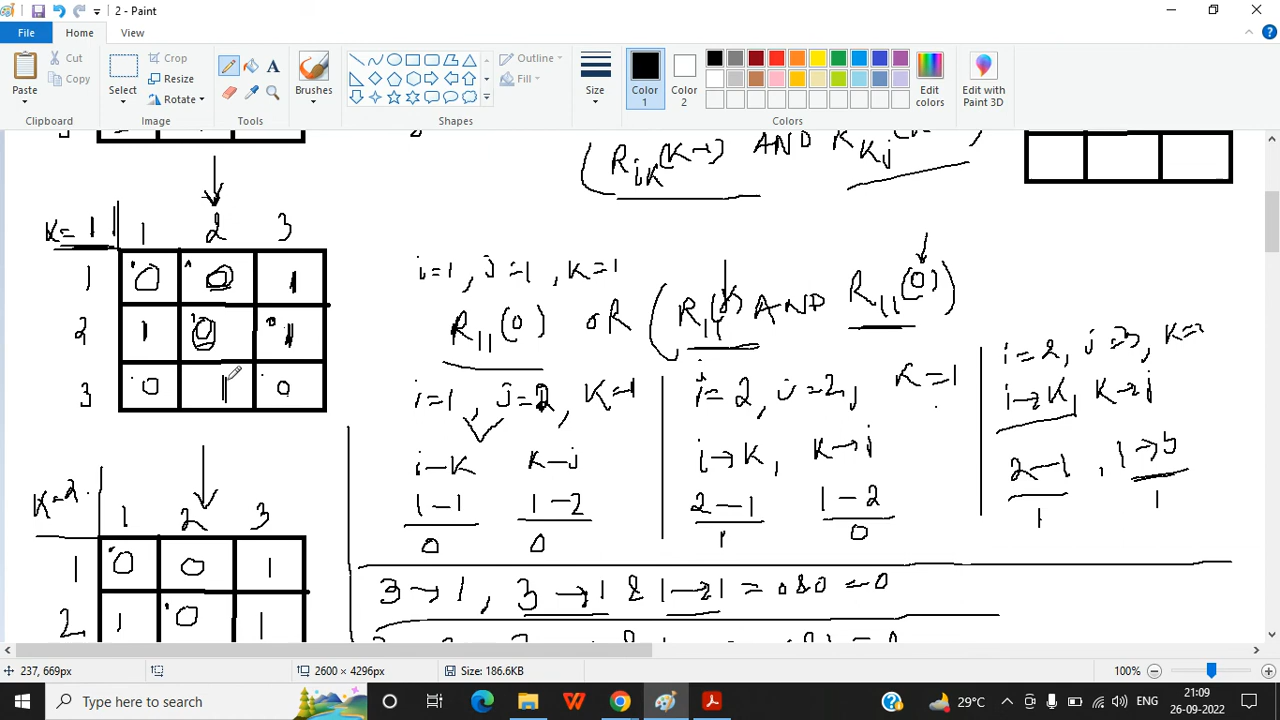 2 - Paint
File Home View
Paste Cut Copy Clipboard
Select Crop Resize Rotate Image
Tools
Brushes
Shapes Outline Fill
Size
Color 1
Color 2
Edit colors
Edit with Paint 3D
Colors
(Rik(K-1) AND RKj
K=1 1 2 3
1 0 0 1
2 1 0 1
3 0 1 0
i=1, j=1, K=1
R11(0) OR (R11 AND R11(0))
i=1, j=2, K=1
i-K K-j
1-1 1-2
0 0
i=2, j=2, K=1
i→K, K→j
2-1 1-2
1 0
i=2, j=3, K=
i→K, K→j
2-1, 1→3
1 1
3→1, 3→1 & 1→1 = 0&0=0
K=2 1 2 3
1 0 0 1
2 1 0 1
237, 669px
2600 × 4296px
Size: 186.6KB
100%
Type here to search
29°C
ENG
21:09
26-09-2022